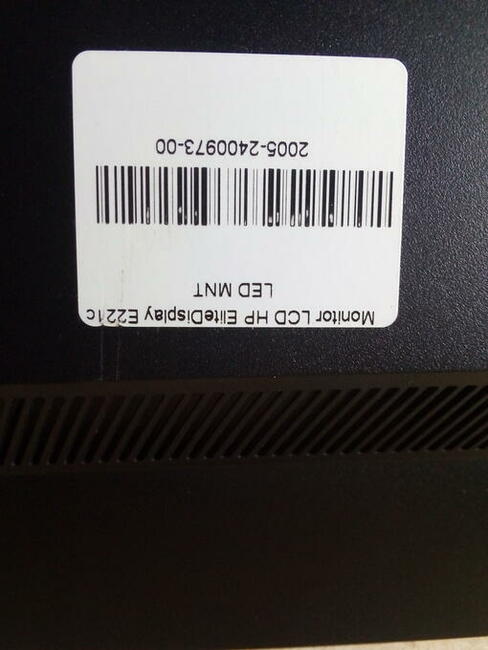 Monitor LCD HP EliteDisplay E221c
LED MNT
2005-2400973-00